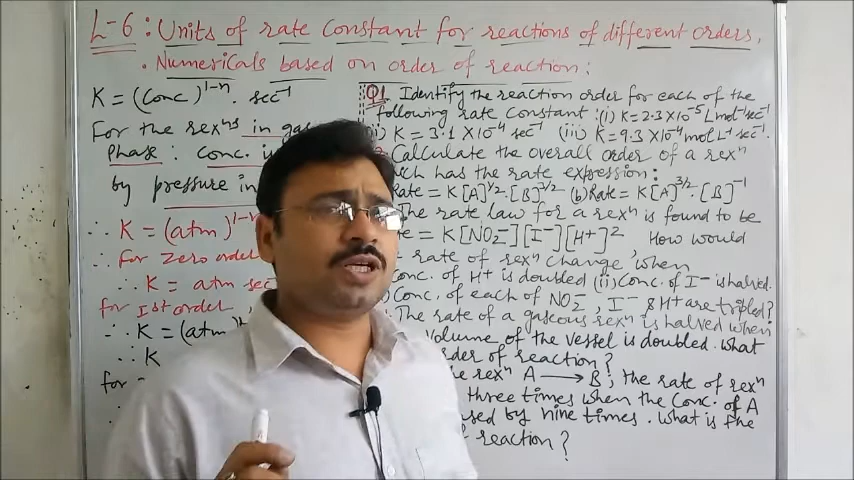 L-6 : Units of rate constant for reactions of different orders,
. Numericals based on order of reaction:
K = (conc)^1-n . sec^-1
For the rex^ns in gas
Phase : conc. is
by pressure in
∴ K = (atm)^1-n
∴ For zero order
∴ K = atm sec
for Ist order ,
∴ K = (atm)
∴ K
for
Q1. Identify the reaction order for each of the
following rate constant : (i) K = 2.3 X10^-5 L mol^-1 sec^-1
(ii) K = 3.1 X10^-4 sec^-1 (iii) K = 9.3 X10^-4 mol L^-1 sec^-1.
Calculate the overall order of a rex^n
which has the rate expression :
Rate = K[A]^1/2 . [B]^3/2 (b) Rate = K[A]^3/2 . [B]^-1
The rate law for a rex^n is found to be
= K[NO2^-][I^-][H^+]^2 How would
rate of rex^n change, when
conc. of H^+ is doubled (ii) Conc. of I^- is halved.
Conc. of each of NO2^-, I^- & H^+ are tripled?
The rate of a gaseous rex^n is halved when
Volume of the vessel is doubled. what
order of reaction?
rex^n A → B, the rate of rex^n
three times when the conc. of A
by nine times. What is the
of reaction?